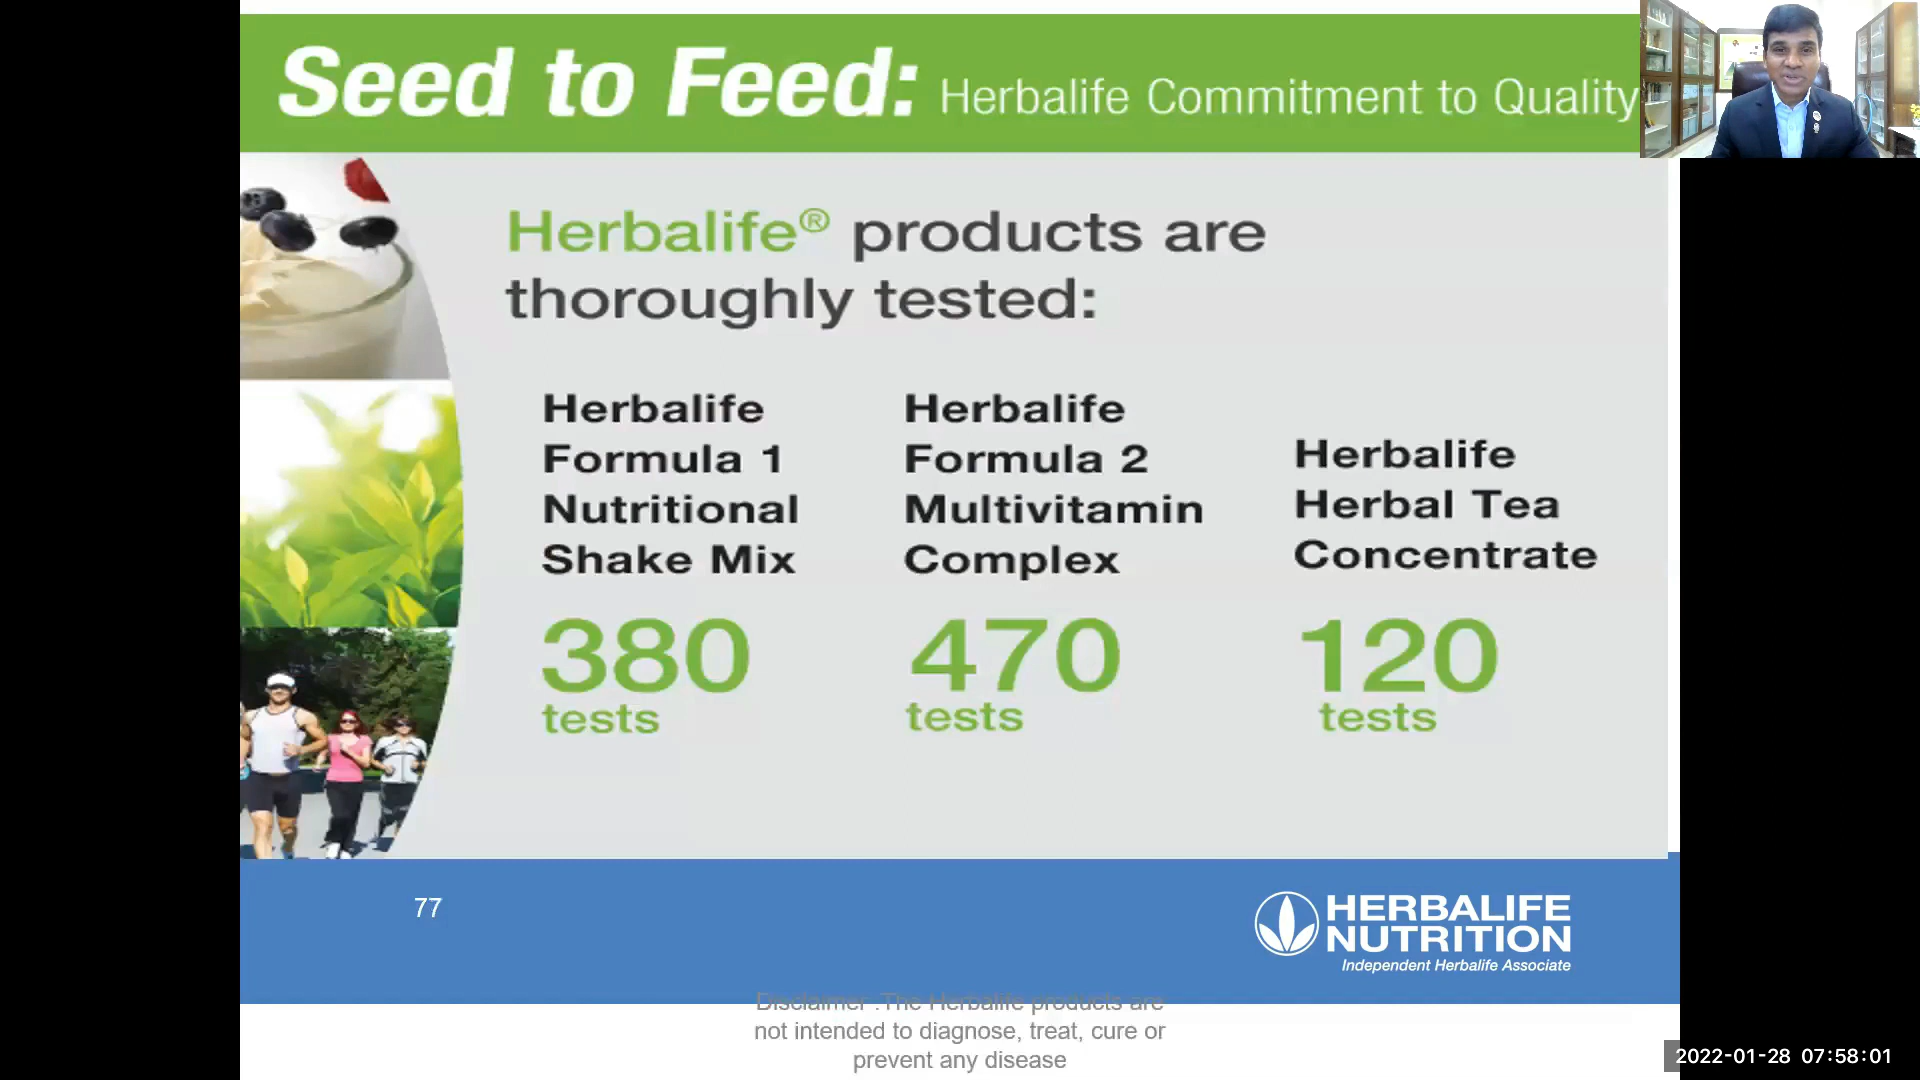 Seed to Feed: Herbalife Commitment to Quality
Herbalife® products are
thoroughly tested:
Herbalife
Formula 1
Nutritional
Shake Mix
380
tests
Herbalife
Formula 2
Multivitamin
Complex
470
tests
Herbalife
Herbal Tea
Concentrate
120
tests
77
HERBALIFE
NUTRITION
Independent Herbalife Associate
Disclaimer :The Herbalife products are
not intended to diagnose, treat, cure or
prevent any disease
2022-01-28 07:58:01